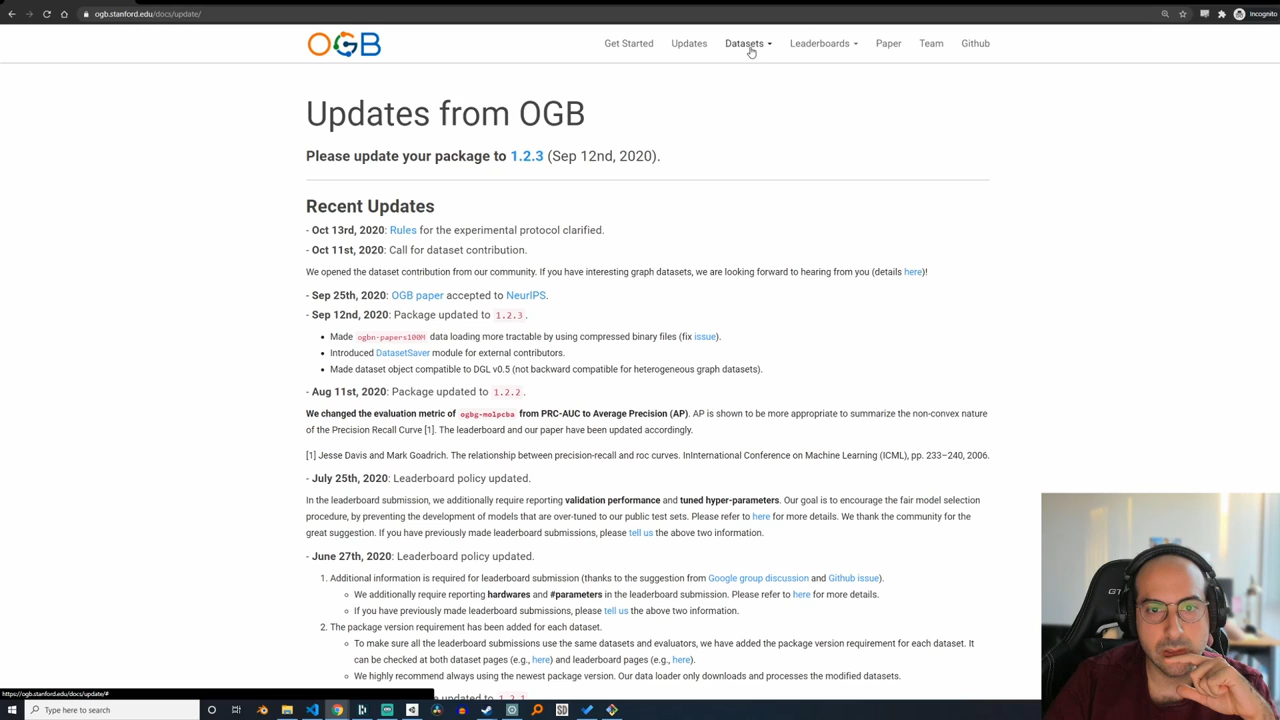 ogb.stanford.edu/docs/update/
Incognito
OGB
Get Started Updates Datasets Leaderboards Paper Team Github
Updates from OGB
Please update your package to 1.2.3 (Sep 12nd, 2020).
Recent Updates
- Oct 13rd, 2020: Rules for the experimental protocol clarified.
- Oct 11st, 2020: Call for dataset contribution.
We opened the dataset contribution from our community. If you have interesting graph datasets, we are looking forward to hearing from you (details here)!
- Sep 25th, 2020: OGB paper accepted to NeurIPS.
- Sep 12nd, 2020: Package updated to 1.2.3.
• Made ogbn-papers100M data loading more tractable by using compressed binary files (fix issue).
• Introduced DatasetSaver module for external contributors.
• Made dataset object compatible to DGL v0.5 (not backward compatible for heterogeneous graph datasets).
- Aug 11st, 2020: Package updated to 1.2.2.
We changed the evaluation metric of ogbg-molpcba from PRC-AUC to Average Precision (AP). AP is shown to be more appropriate to summarize the non-convex nature
of the Precision Recall Curve [1]. The leaderboard and our paper have been updated accordingly.
[1] Jesse Davis and Mark Goadrich. The relationship between precision-recall and roc curves. InInternational Conference on Machine Learning (ICML), pp. 233–240, 2006.
- July 25th, 2020: Leaderboard policy updated.
In the leaderboard submission, we additionally require reporting validation performance and tuned hyper-parameters. Our goal is to encourage the fair model selection
procedure, by preventing the development of models that are over-tuned to our public test sets. Please refer to here for more details. We thank the community for the
great suggestion. If you have previously made leaderboard submissions, please tell us the above two information.
- June 27th, 2020: Leaderboard policy updated.
1. Additional information is required for leaderboard submission (thanks to the suggestion from Google group discussion and Github issue).
◦ We additionally require reporting hardwares and #parameters in the leaderboard submission. Please refer to here for more details.
◦ If you have previously made leaderboard submissions, please tell us the above two information.
2. The package version requirement has been added for each dataset.
◦ To make sure all the leaderboard submissions use the same datasets and evaluators, we have added the package version requirement for each dataset. It
can be checked at both dataset pages (e.g., here) and leaderboard pages (e.g., here).
◦ We highly recommend always using the newest package version. Our data loader only downloads and processes the modified datasets.
https://ogb.stanford.edu/docs/update/#
updated to 1.2.1
Type here to search